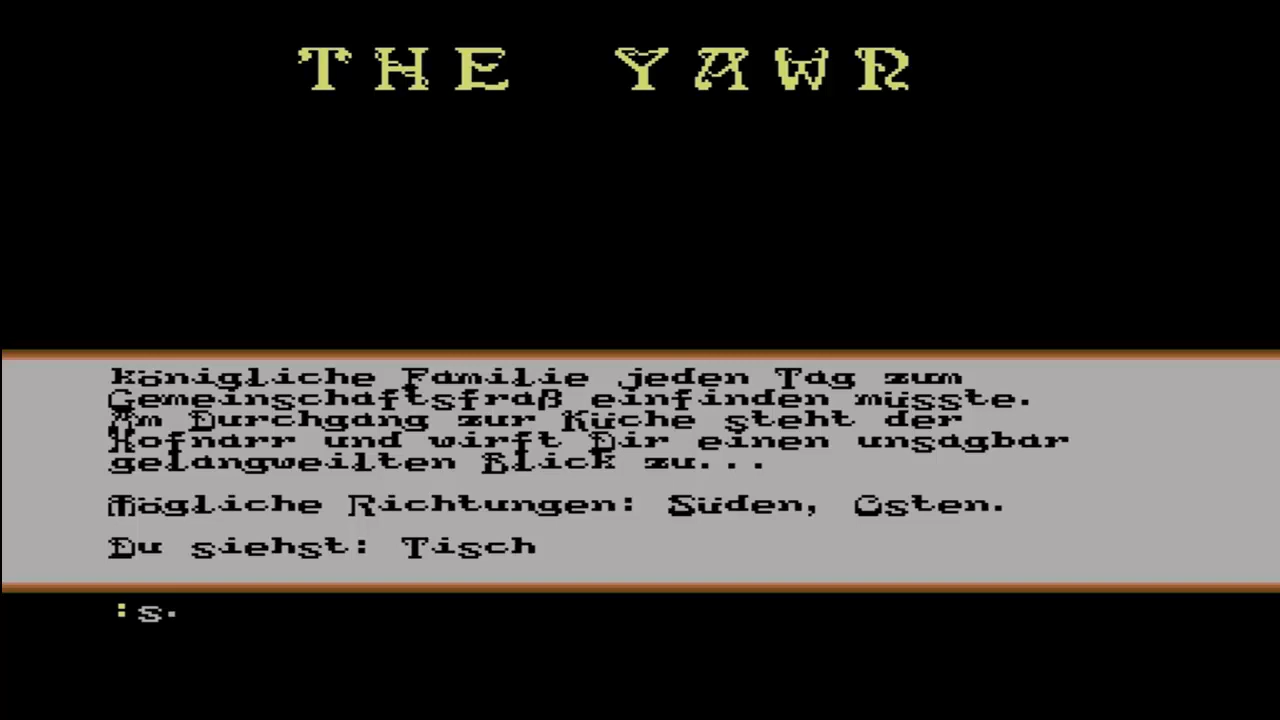 THE YAWR
königliche Familie jeden Tag zum
Gemeinschaftsfraß einfinden müsste.
Am Durchgang zur Küche steht der
Hofnarr und wirft Dir einen unsagbar
gelangweilten Blick zu...
Mögliche Richtungen: Süden, Osten.
Du siehst: Tisch
:s.